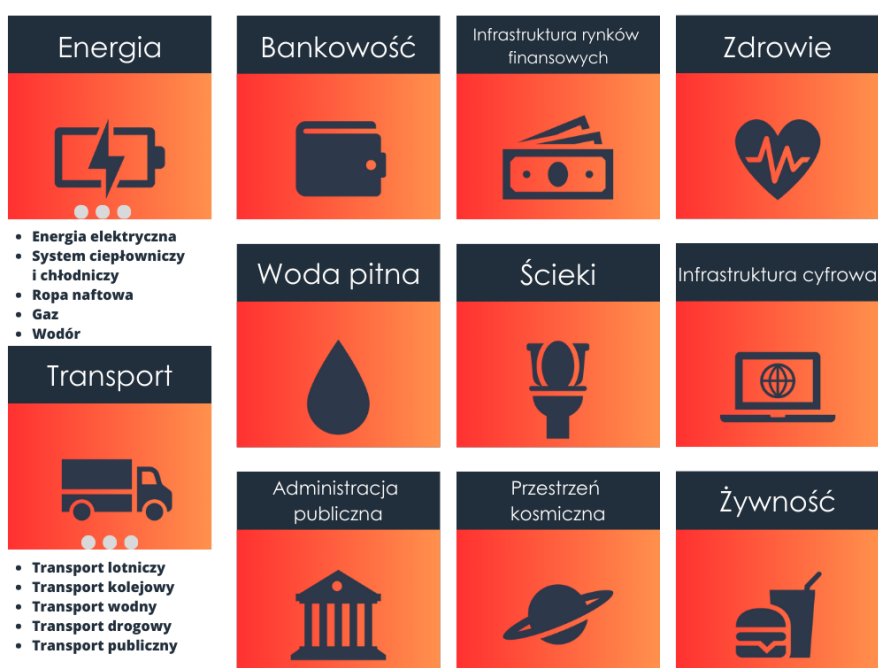 Energia
• Energia elektryczna
• System ciepłowniczy
i chłodniczy
• Ropa naftowa
• Gaz
• Wodór
Transport
• Transport lotniczy
• Transport kolejowy
• Transport wodny
• Transport drogowy
• Transport publiczny
Bankowość
Infrastruktura rynków
finansowych
Zdrowie
Woda pitna
Ścieki
Infrastruktura cyfrowa
Administracja
publiczna
Przestrzeń
kosmiczna
Żywność